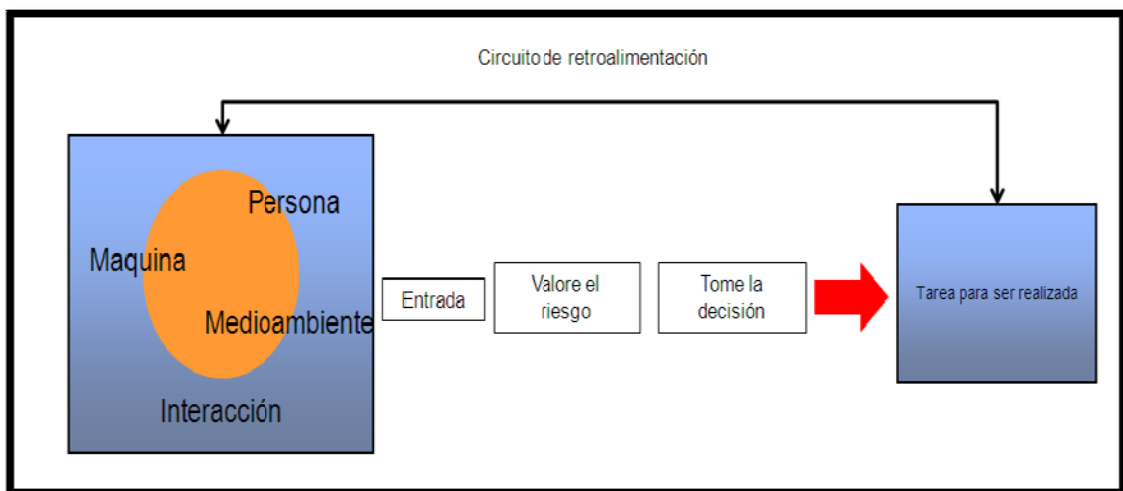 Circuito de retroalimentación
Persona
Maquina
Medioambiente
Interacción
Entrada
Valore el
riesgo
Tome la
decisión
Tarea para ser realizada